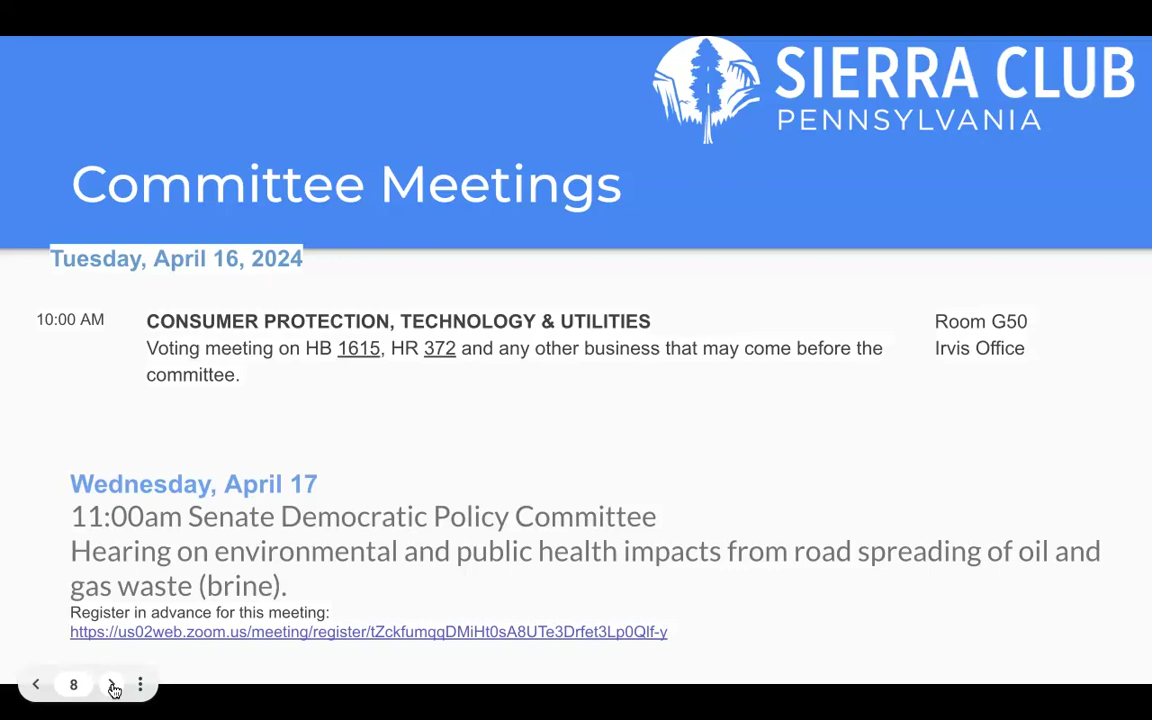 SIERRA CLUB
PENNSYLVANIA
Committee Meetings
Tuesday, April 16, 2024
10:00 AM
CONSUMER PROTECTION, TECHNOLOGY & UTILITIES
Voting meeting on HB 1615, HR 372 and any other business that may come before the
committee.
Room G50
Irvis Office
Wednesday, April 17
11:00am Senate Democratic Policy Committee
Hearing on environmental and public health impacts from road spreading of oil and
gas waste (brine).
Register in advance for this meeting:
https://us02web.zoom.us/meeting/register/tZckfumqqDMiHt0sA8UTe3Drfet3Lp0QIf-y
8